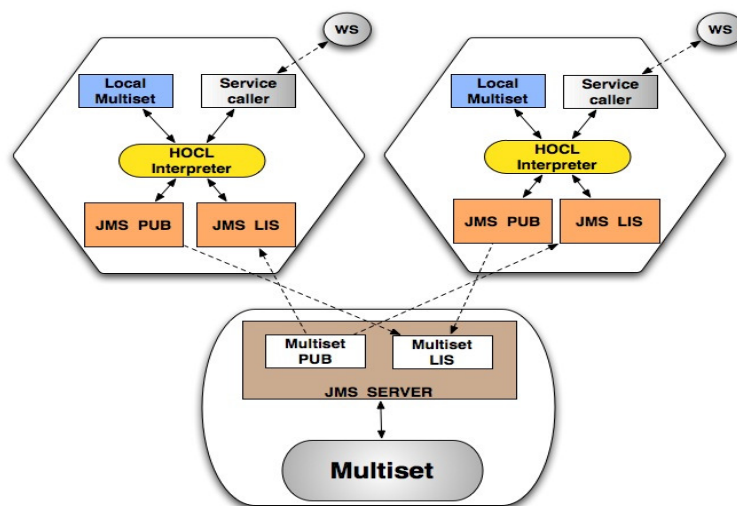 WS
WS
Local
Multiset
Service
caller
HOCL
Interpreter
JMS PUB
JMS LIS
Local
Multiset
Service
caller
HOCL
Interpreter
JMS PUB
JMS LIS
Multiset
PUB
Multiset
LIS
JMS SERVER
Multiset